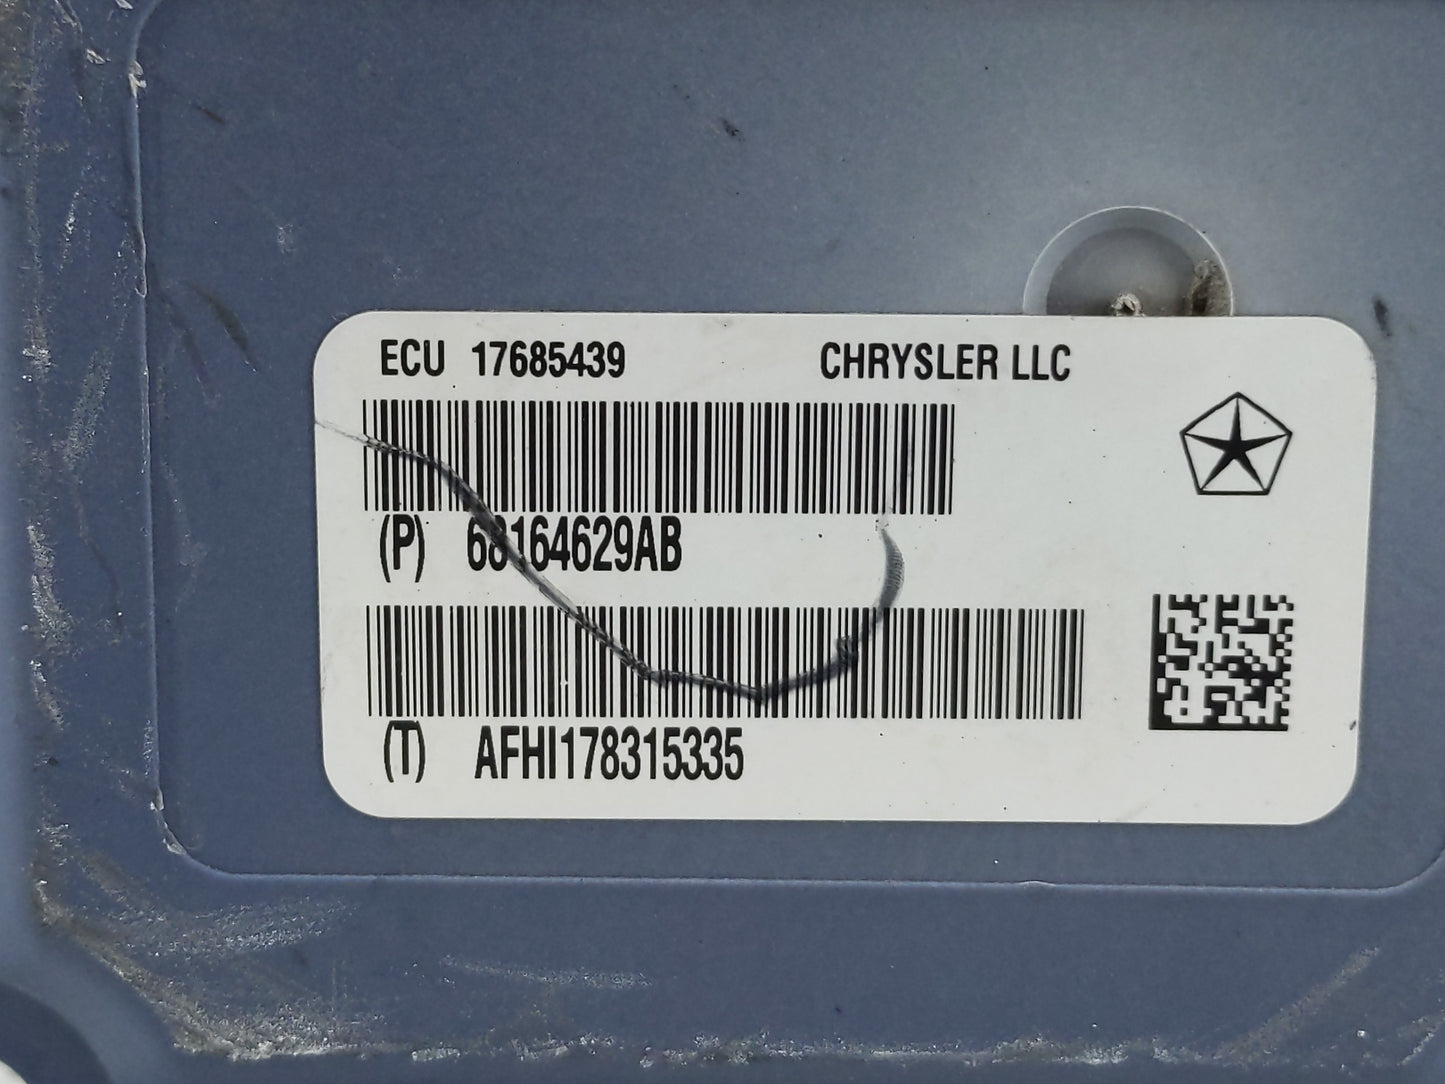 ECU 17685439 CHRYSLER LLC
(P) 68164629AB
(T) AFHI178315335